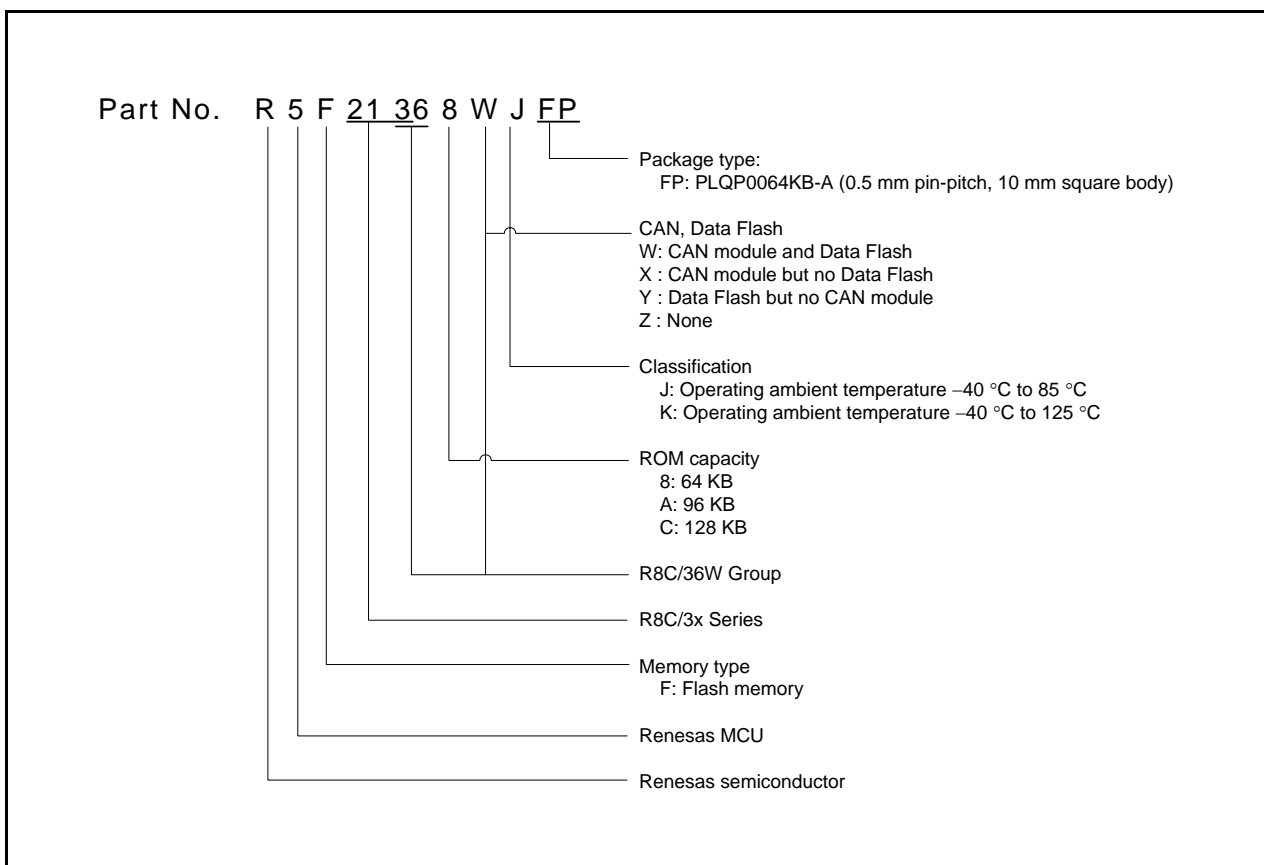 Part No. R 5 F 21 36 8 W J FP
Package type:
FP: PLQP0064KB-A (0.5 mm pin-pitch, 10 mm square body)
CAN, Data Flash
W: CAN module and Data Flash
X : CAN module but no Data Flash
Y : Data Flash but no CAN module
Z : None
Classification
J: Operating ambient temperature −40 °C to 85 °C
K: Operating ambient temperature −40 °C to 125 °C
ROM capacity
8: 64 KB
A: 96 KB
C: 128 KB
R8C/36W Group
R8C/3x Series
Memory type
F: Flash memory
Renesas MCU
Renesas semiconductor